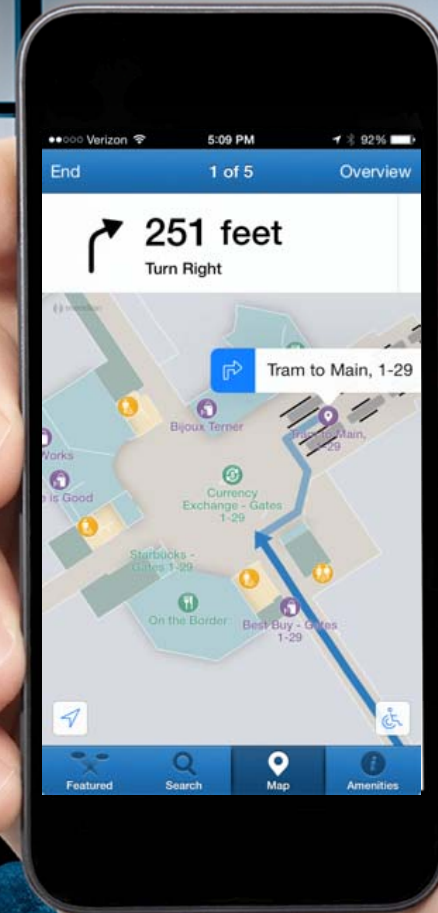 Verizon
5:09 PM
92%
End
1 of 5
Overview
251 feet
Turn Right
Tram to Main, 1-29
Tram to Main,
1-29
Bijoux Terner
Works
e is Good
Currency
Exchange - Gates
1-29
Starbucks -
Gates 1-29
On the Border
Best Buy - Gates
1-29
Featured
Search
Map
Amenities